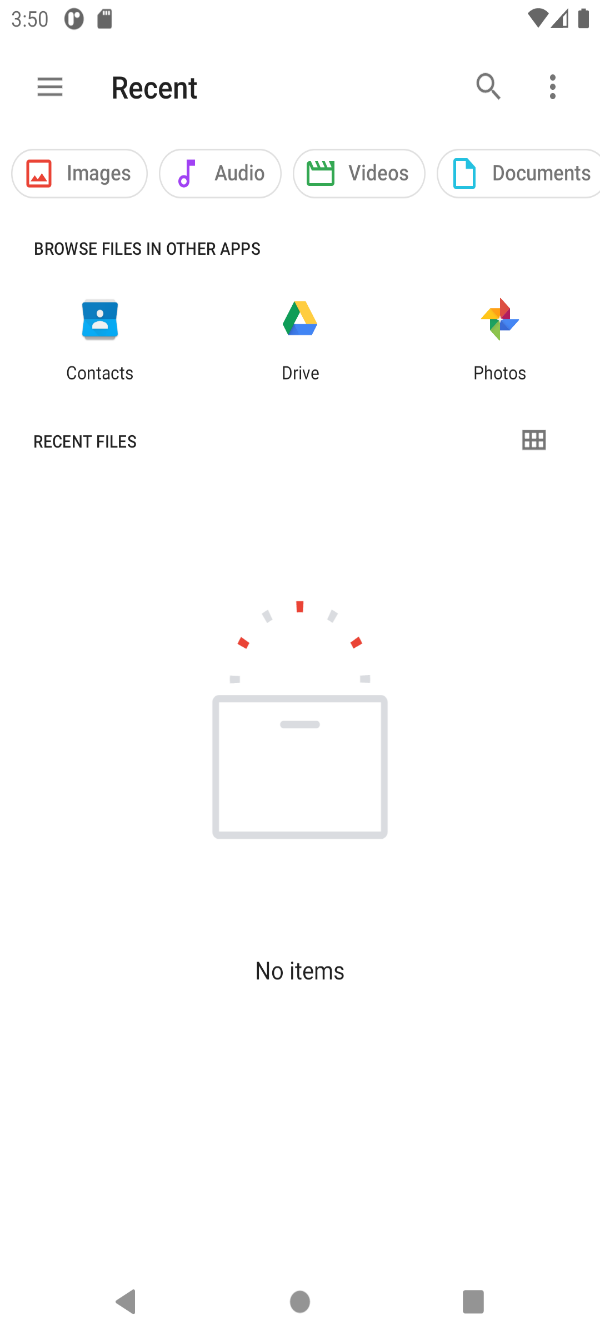 3:50
Recent
Images Audio Videos Documents
BROWSE FILES IN OTHER APPS
Contacts Drive Photos
RECENT FILES
No items